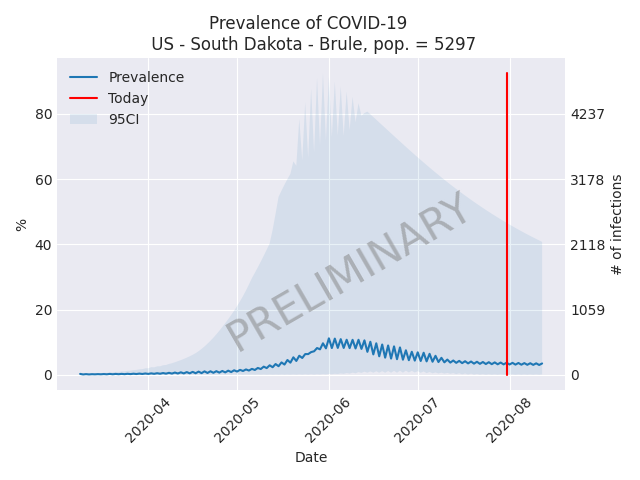 Prevalence of COVID-19
US - South Dakota - Brule, pop. = 5297
Prevalence
Today
95CI
80
60
40
20
0
%
4237
3178
2118
1059
0
# of infections
PRELIMINARY
2020-04
2020-05
2020-06
2020-07
2020-08
Date